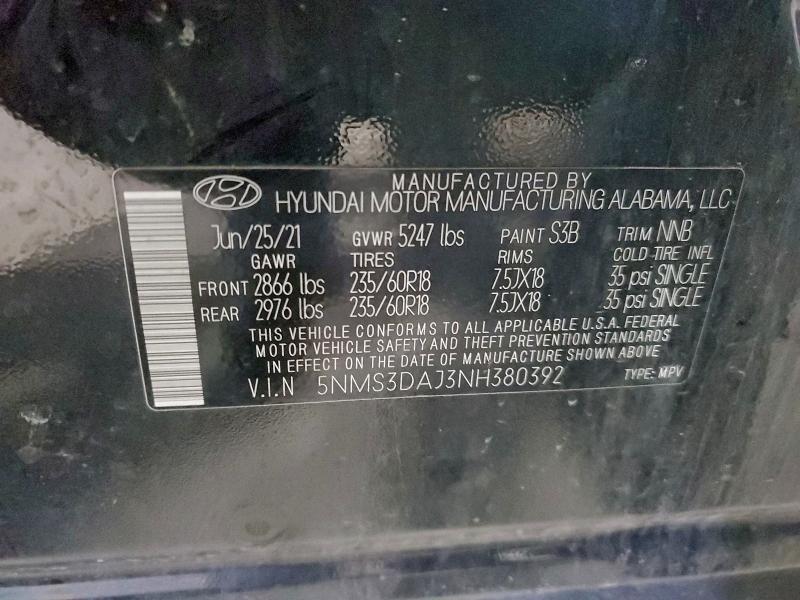 MANUFACTURED BY
HYUNDAI MOTOR MANUFACTURING ALABAMA, LLC
Jun/25/21 GVWR 5247 lbs PAINT S3B TRIM NNB
GAWR TIRES RIMS COLD TIRE INFL
FRONT 2866 lbs 235/60R18 7.5JX18 35 psi SINGLE
REAR 2976 lbs 235/60R18 7.5JX18 35 psi SINGLE
THIS VEHICLE CONFORMS TO ALL APPLICABLE U.S.A. FEDERAL
MOTOR VEHICLE SAFETY AND THEFT PREVENTION STANDARDS
IN EFFECT ON THE DATE OF MANUFACTURE SHOWN ABOVE.
V.I.N 5NMS3DAJ3NH380392 TYPE: MPV